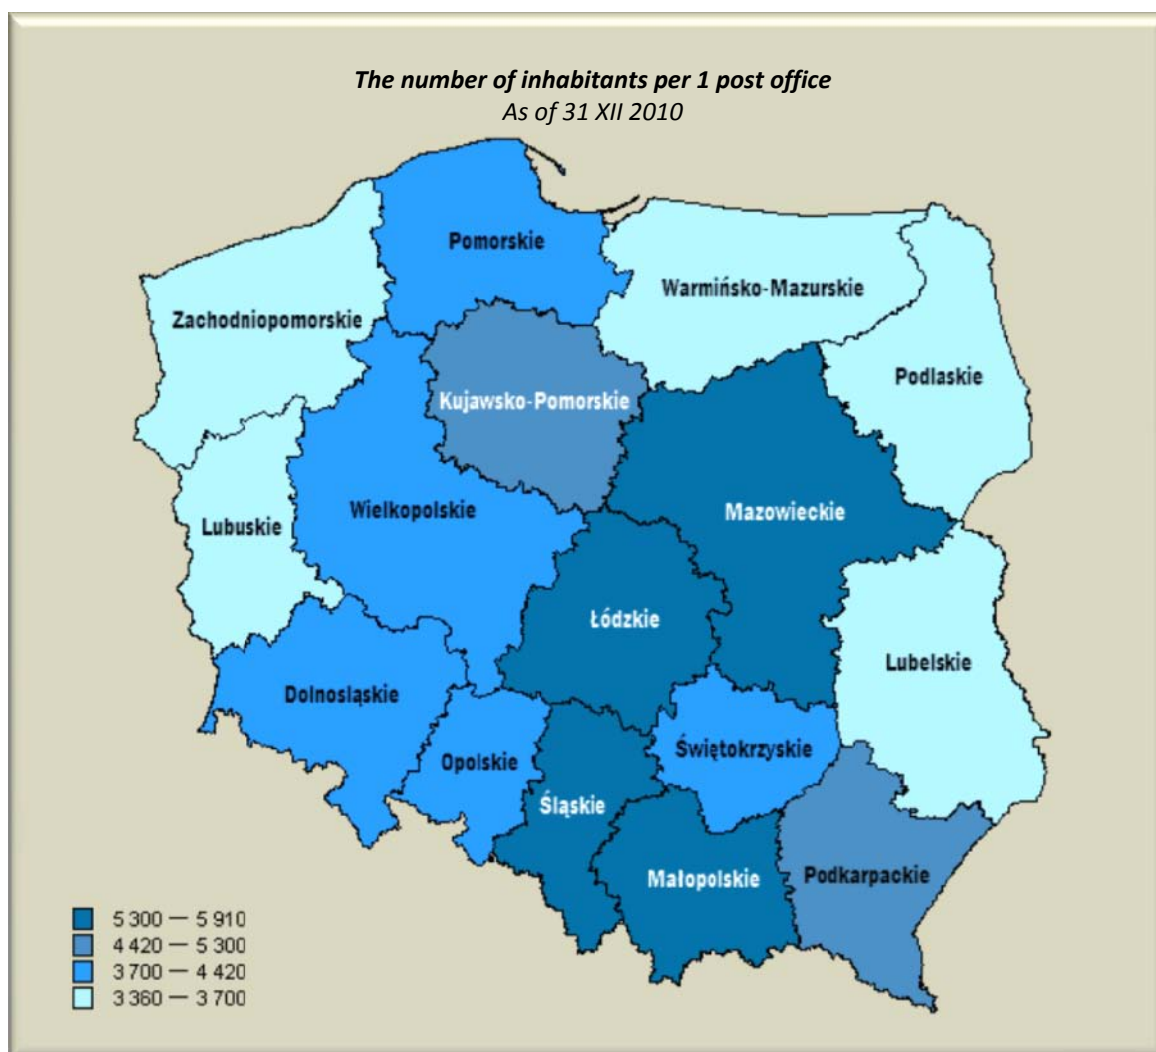 The number of inhabitants per 1 post office
As of 31 XII 2010
Pomorskie
Warmińsko-Mazurskie
Zachodniopomorskie
Podlaskie
Kujawsko-Pomorskie
Wielkopolskie
Mazowieckie
Lubuskie
Łódzkie
Lubelskie
Dolnośląskie
Świętokrzyskie
Opolskie
Śląskie
Małopolskie
Podkarpackie
5 300 — 5 910
4 420 — 5 300
3 700 — 4 420
3 360 — 3 700